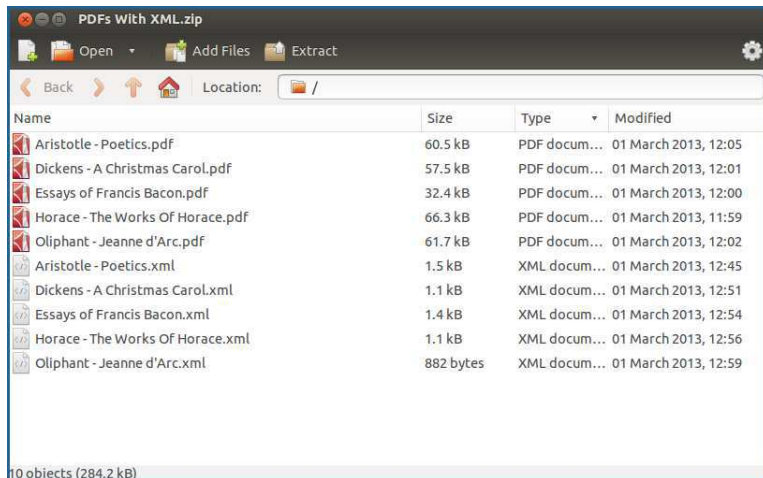 PDFs With XML.zip
Open Add Files Extract
Back Location: /
Name Size Type Modified
Aristotle - Poetics.pdf 60.5 kB PDF docum... 01 March 2013, 12:05
Dickens - A Christmas Carol.pdf 57.5 kB PDF docum... 01 March 2013, 12:01
Essays of Francis Bacon.pdf 32.4 kB PDF docum... 01 March 2013, 12:00
Horace - The Works Of Horace.pdf 66.3 kB PDF docum... 01 March 2013, 11:59
Oliphant - Jeanne d'Arc.pdf 61.7 kB PDF docum... 01 March 2013, 12:02
Aristotle - Poetics.xml 1.5 kB XML docum... 01 March 2013, 12:45
Dickens - A Christmas Carol.xml 1.1 kB XML docum... 01 March 2013, 12:51
Essays of Francis Bacon.xml 1.4 kB XML docum... 01 March 2013, 12:54
Horace - The Works Of Horace.xml 1.1 kB XML docum... 01 March 2013, 12:56
Oliphant - Jeanne d'Arc.xml 882 bytes XML docum... 01 March 2013, 12:59
10 objects (284.2 kB)